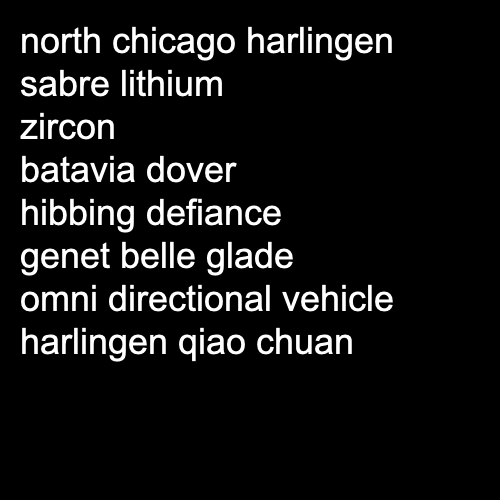 north chicago harlingen
sabre lithium
zircon
batavia dover
hibbing defiance
genet belle glade
omni directional vehicle
harlingen qiao chuan